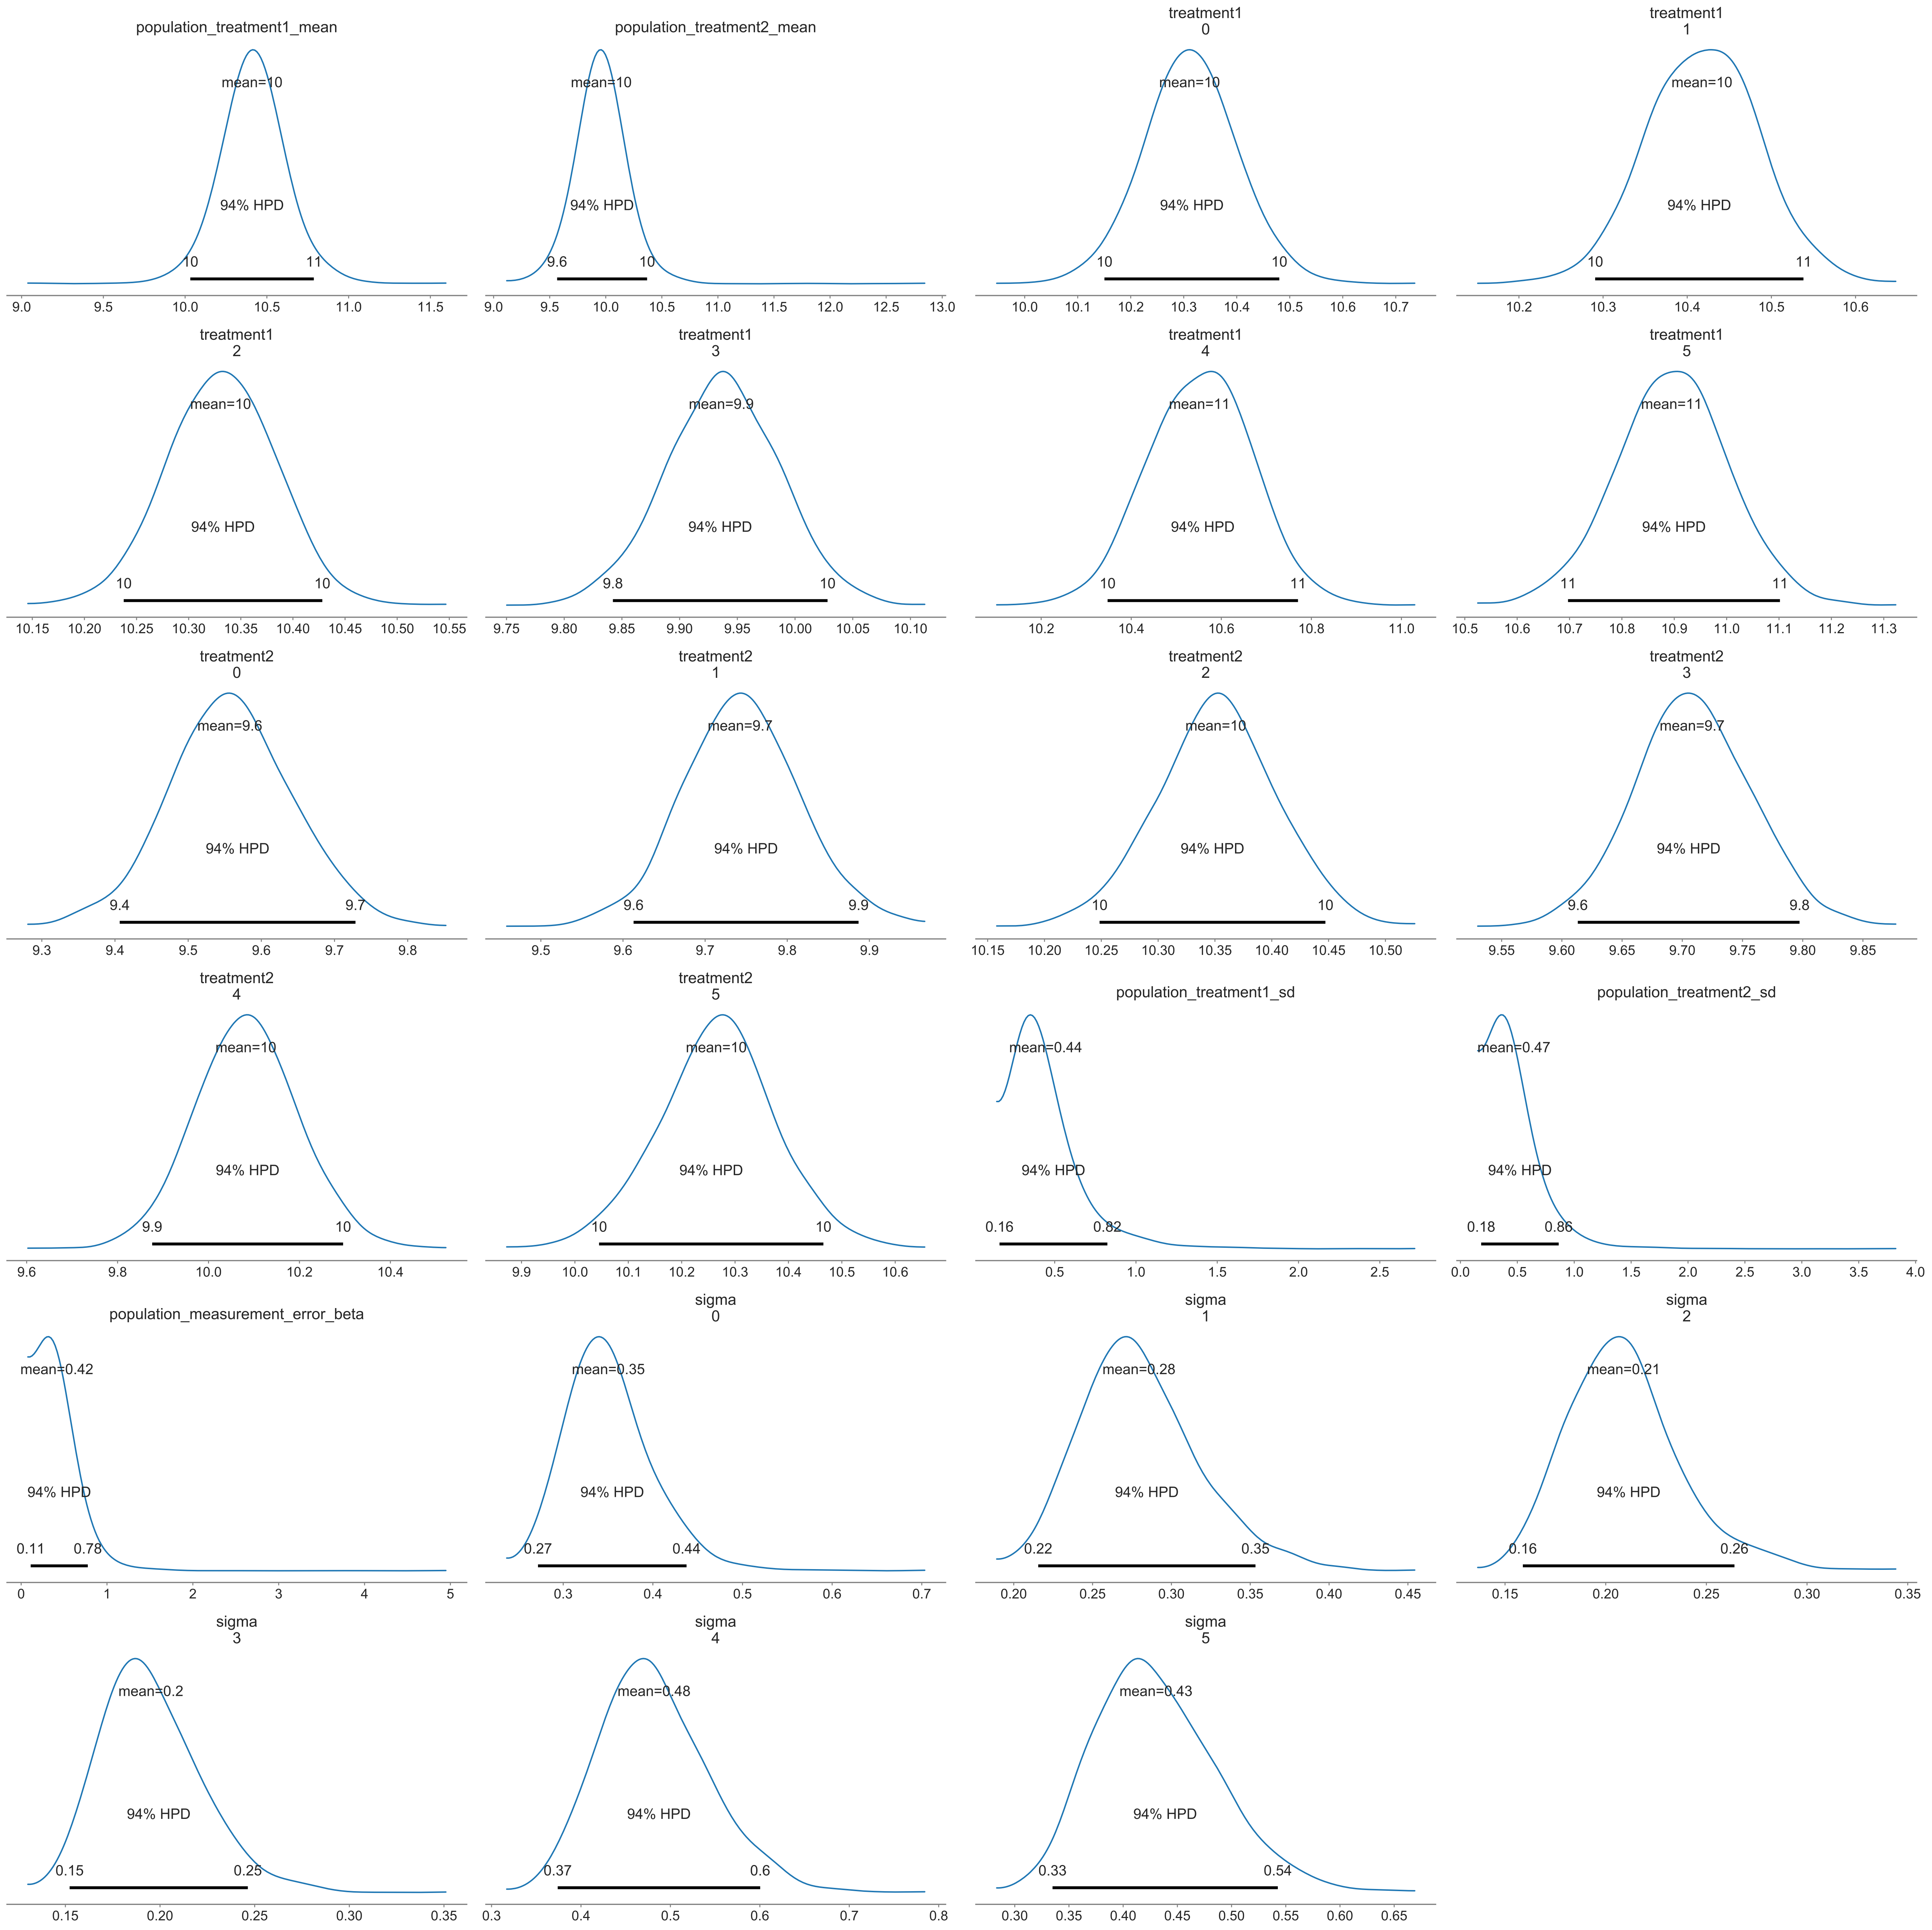 population_treatment1_mean
mean=10
94% HPD
10 11
9.0 9.5 10.0 10.5 11.0 11.5
population_treatment2_mean
mean=10
94% HPD
9.6 10
9.0 9.5 10.0 10.5 11.0 11.5 12.0 12.5 13.0
treatment1
0
mean=10
94% HPD
10 10
10.0 10.1 10.2 10.3 10.4 10.5 10.6 10.7
treatment1
1
mean=10
94% HPD
10 11
10.2 10.3 10.4 10.5 10.6
treatment1
2
mean=10
94% HPD
10 10
10.15 10.20 10.25 10.30 10.35 10.40 10.45 10.50 10.55
treatment1
3
mean=9.9
94% HPD
9.8 10
9.75 9.80 9.85 9.90 9.95 10.00 10.05 10.10
treatment1
4
mean=11
94% HPD
10 11
10.2 10.4 10.6 10.8 11.0
treatment1
5
mean=11
94% HPD
11 11
10.5 10.6 10.7 10.8 10.9 11.0 11.1 11.2 11.3
treatment2
0
mean=9.6
94% HPD
9.4 9.7
9.3 9.4 9.5 9.6 9.7 9.8
treatment2
1
mean=9.7
94% HPD
9.6 9.9
9.5 9.6 9.7 9.8 9.9
treatment2
2
mean=10
94% HPD
10 10
10.15 10.20 10.25 10.30 10.35 10.40 10.45 10.50
treatment2
3
mean=9.7
94% HPD
9.6 9.8
9.55 9.60 9.65 9.70 9.75 9.80 9.85
treatment2
4
mean=10
94% HPD
9.9 10
9.6 9.8 10.0 10.2 10.4
treatment2
5
mean=10
94% HPD
10 10
9.9 10.0 10.1 10.2 10.3 10.4 10.5 10.6
population_treatment1_sd
mean=0.44
94% HPD
0.16 0.82
0.5 1.0 1.5 2.0 2.5
population_treatment2_sd
mean=0.47
94% HPD
0.18 0.86
0.0 0.5 1.0 1.5 2.0 2.5 3.0 3.5 4.0
population_measurement_error_beta
mean=0.42
94% HPD
0.11 0.78
0 1 2 3 4 5
sigma
0
mean=0.35
94% HPD
0.27 0.44
0.3 0.4 0.5 0.6 0.7
sigma
1
mean=0.28
94% HPD
0.22 0.35
0.20 0.25 0.30 0.35 0.40 0.45
sigma
2
mean=0.21
94% HPD
0.16 0.26
0.15 0.20 0.25 0.30 0.35
sigma
3
mean=0.2
94% HPD
0.15 0.25
0.15 0.20 0.25 0.30 0.35
sigma
4
mean=0.48
94% HPD
0.37 0.6
0.3 0.4 0.5 0.6 0.7 0.8
sigma
5
mean=0.43
94% HPD
0.33 0.54
0.30 0.35 0.40 0.45 0.50 0.55 0.60 0.65